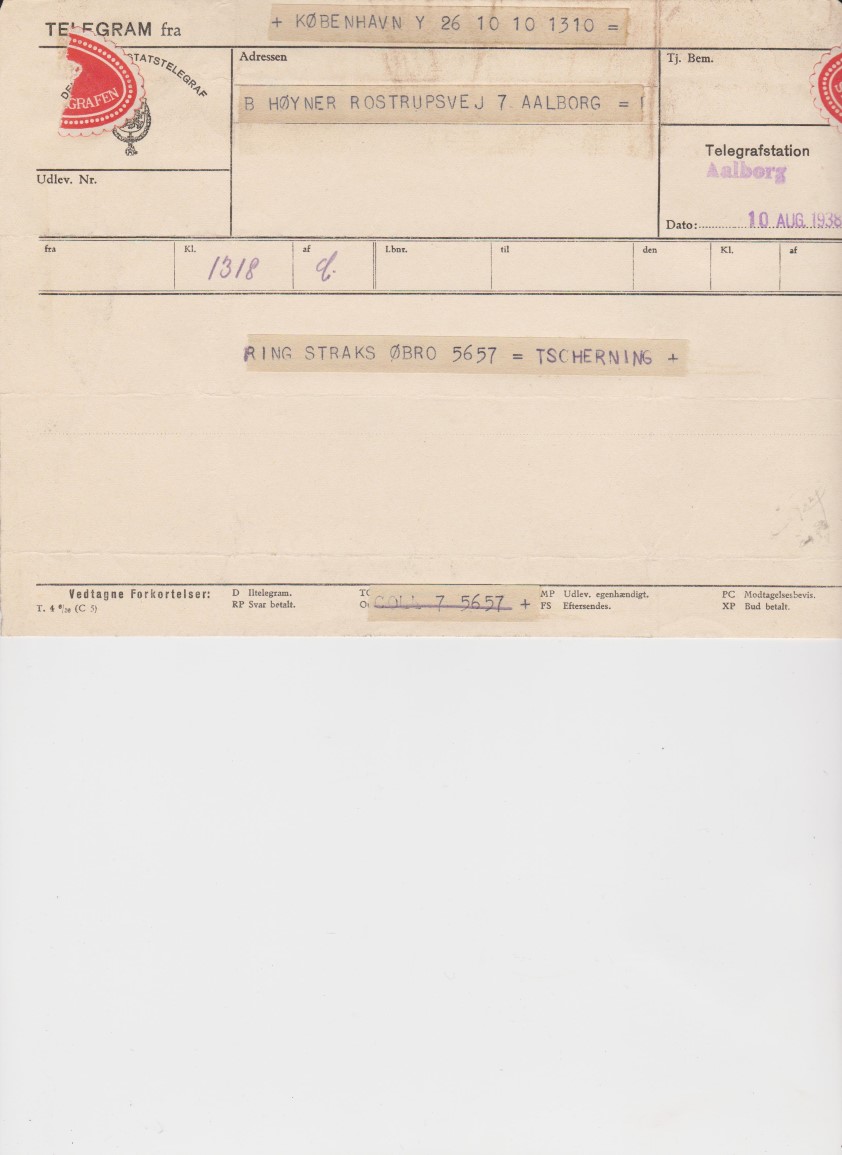 TELEGRAM fra
+ KØBENHAVN Y 26 10 10 1310 =
STATSTELEGRAF
GRAFEN
Adressen
B HØYNER ROSTRUPSVEJ 7 AALBORG =
Tj. Bem.
Telegrafstation
Aalborg
Dato: 10 AUG. 1938
Udlev. Nr.
fra Kl. 1318 af Lbnr. til den Kl. af
RING STRAKS ØBRO 5657 = TSCHERNING +
Vedtagne Forkortelser:
T. 4 (C 5)
D Iltelegram.
RP Svar betalt.
COLL 7 5657 +
MP Udlev. egenhændigt.
FS Eftersendes.
PC Modtagelsesbevis.
XP Bud betalt.